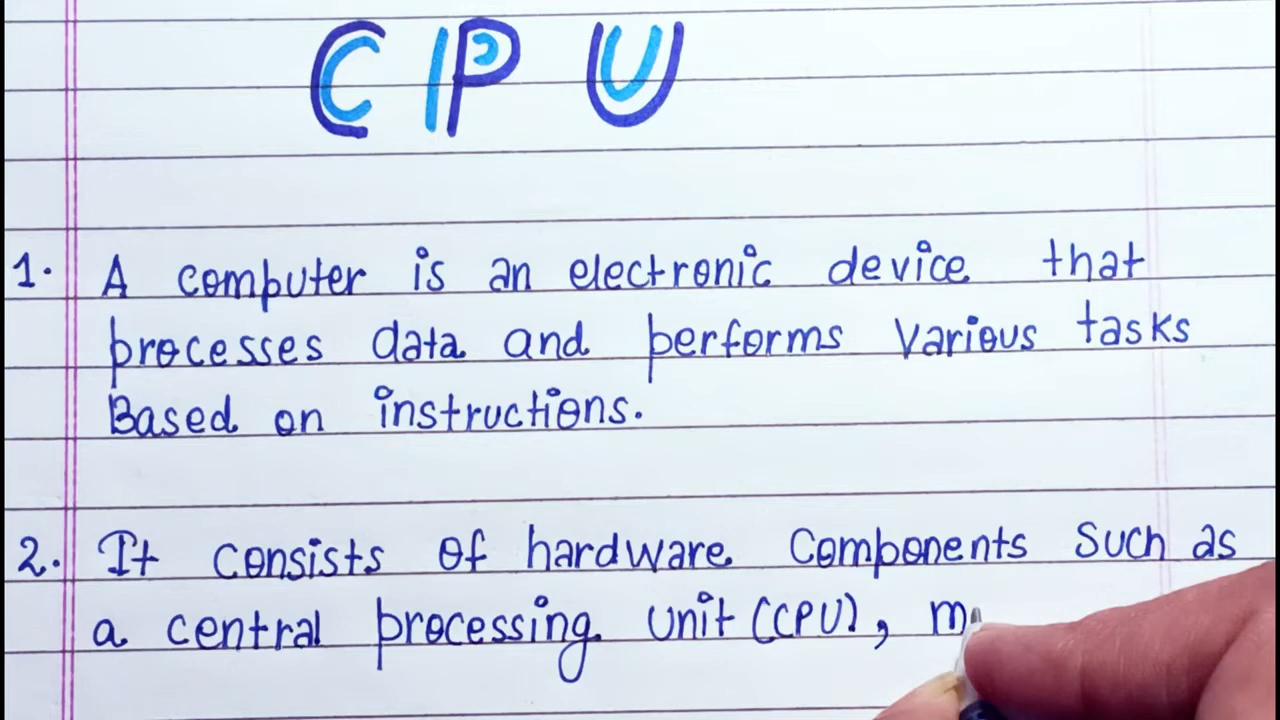 CPU
1. A computer is an electronic device that
processes data and performs various tasks
Based on instructions.
2. It consists of hardware Components Such as
a central processing unit (CPU), m